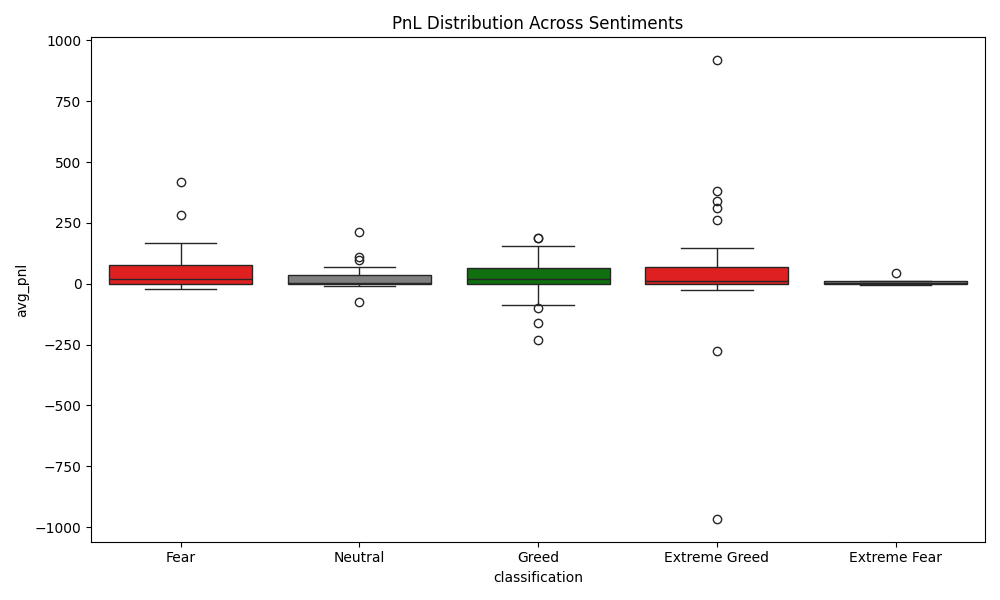 PnL Distribution Across Sentiments
1000
750
500
250
0
−250
−500
−750
−1000
avg_pnl
Fear Neutral Greed Extreme Greed Extreme Fear
classification